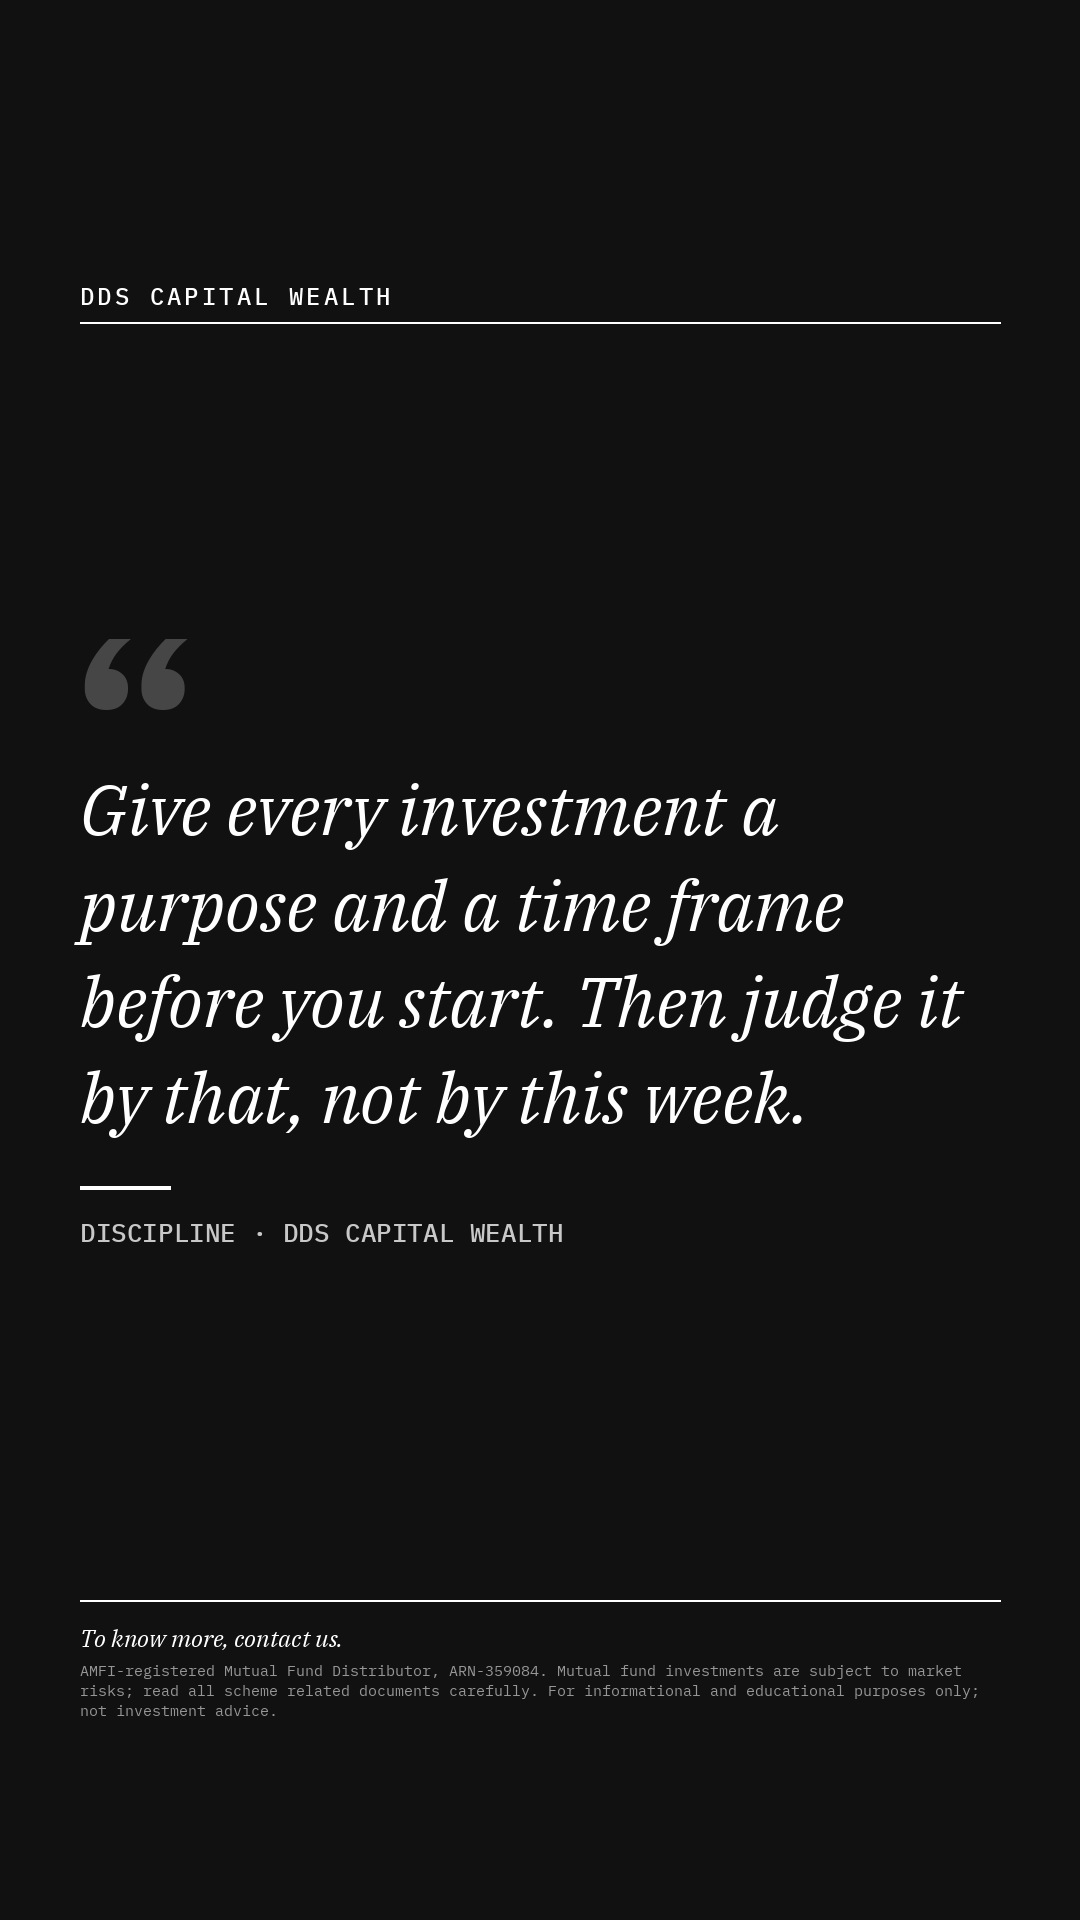 DDS CAPITAL WEALTH
“
Give every investment a
purpose and a time frame
before you start. Then judge it
by that, not by this week.
DISCIPLINE · DDS CAPITAL WEALTH
To know more, contact us.
AMFI-registered Mutual Fund Distributor, ARN-359084. Mutual fund investments are subject to market
risks; read all scheme related documents carefully. For informational and educational purposes only;
not investment advice.